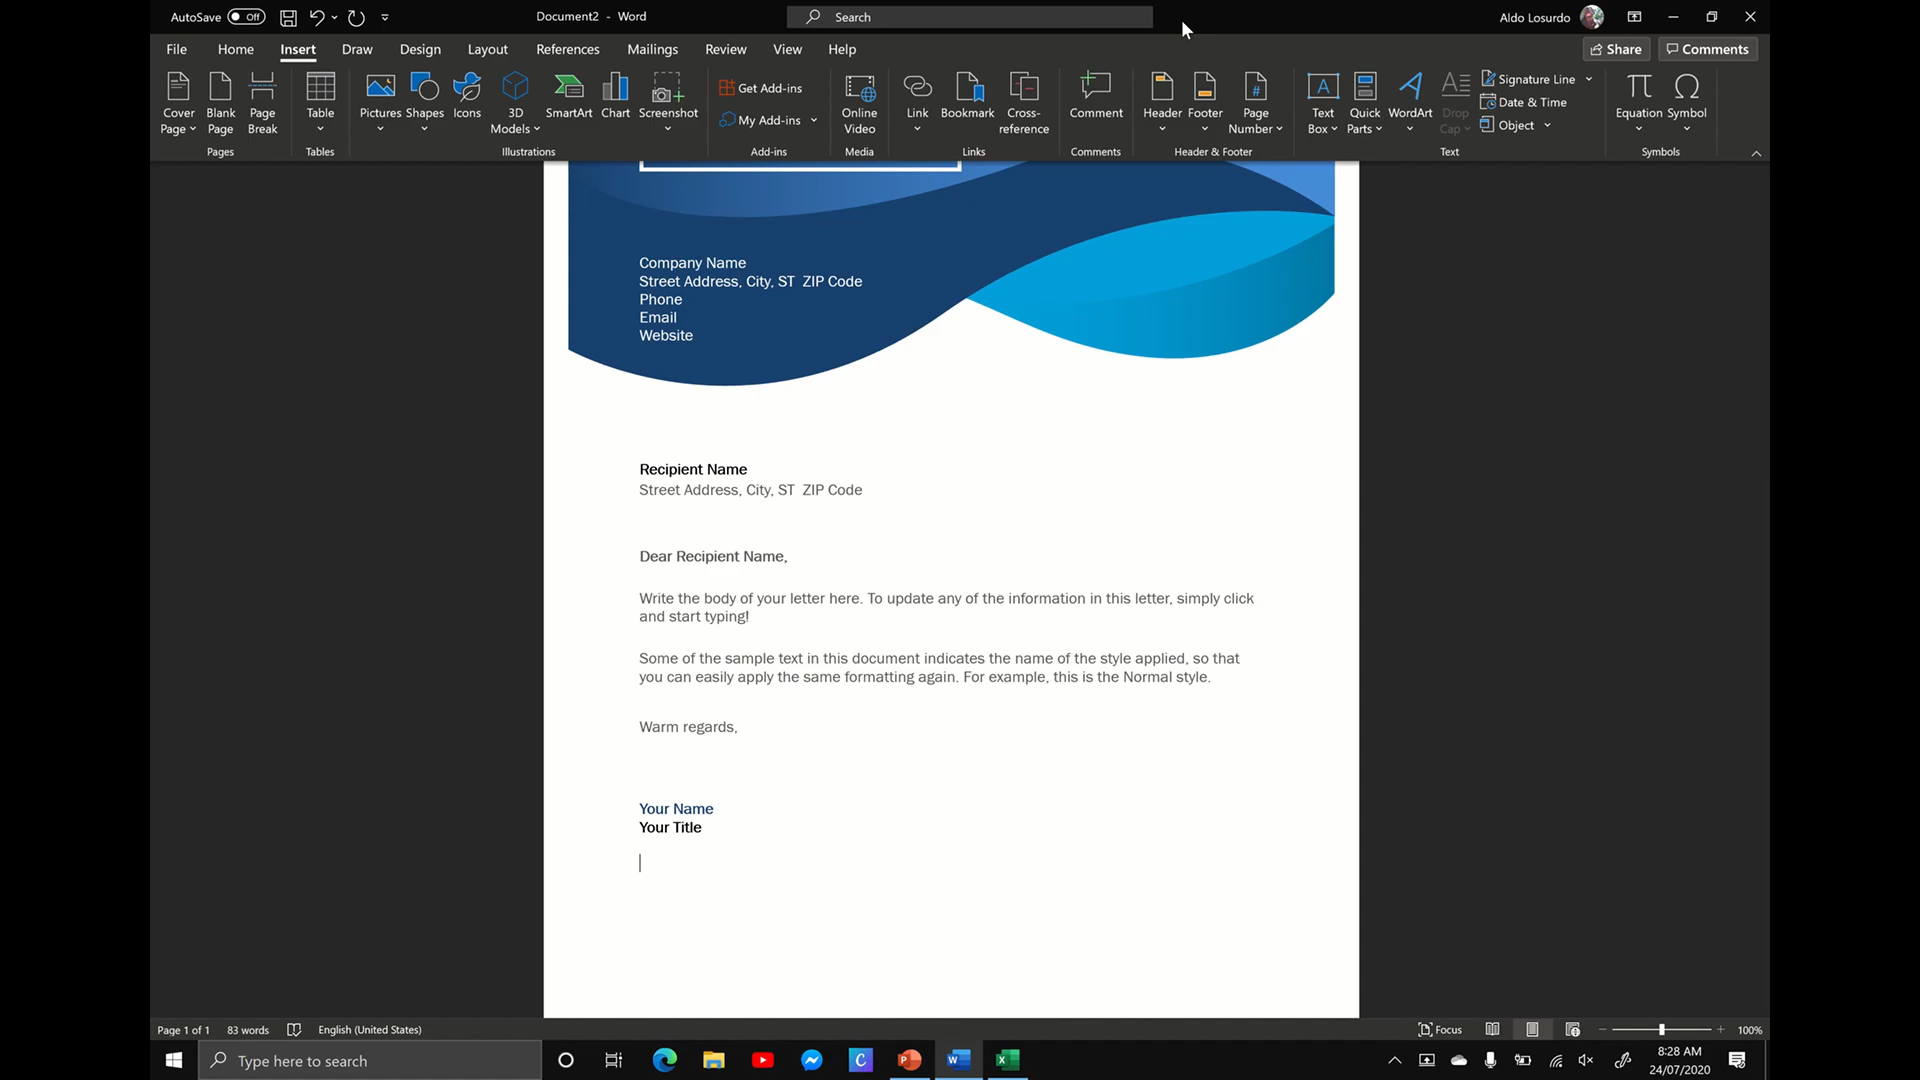 AutoSave Off Document2 - Word Search Aldo Losurdo
File Home Insert Draw Design Layout References Mailings Review View Help Share Comments
Cover Page Blank Page Page Break
Pages
Table
Tables
Pictures Shapes Icons 3D Models SmartArt Chart Screenshot
Illustrations
Get Add-ins
My Add-ins
Add-ins
Online Video
Media
Link Bookmark Cross-reference
Links
Comment
Comments
Header Footer Page Number
Header & Footer
Text Box Quick Parts WordArt Drop Cap
Signature Line
Date & Time
Object
Text
Equation Symbol
Symbols
Company Name
Street Address, City, ST ZIP Code
Phone
Email
Website
Recipient Name
Street Address, City, ST ZIP Code
Dear Recipient Name,
Write the body of your letter here. To update any of the information in this letter, simply click
and start typing!
Some of the sample text in this document indicates the name of the style applied, so that
you can easily apply the same formatting again. For example, this is the Normal style.
Warm regards,
Your Name
Your Title
Page 1 of 1 83 words English (United States) Focus 100%
Type here to search
8:28 AM
24/07/2020